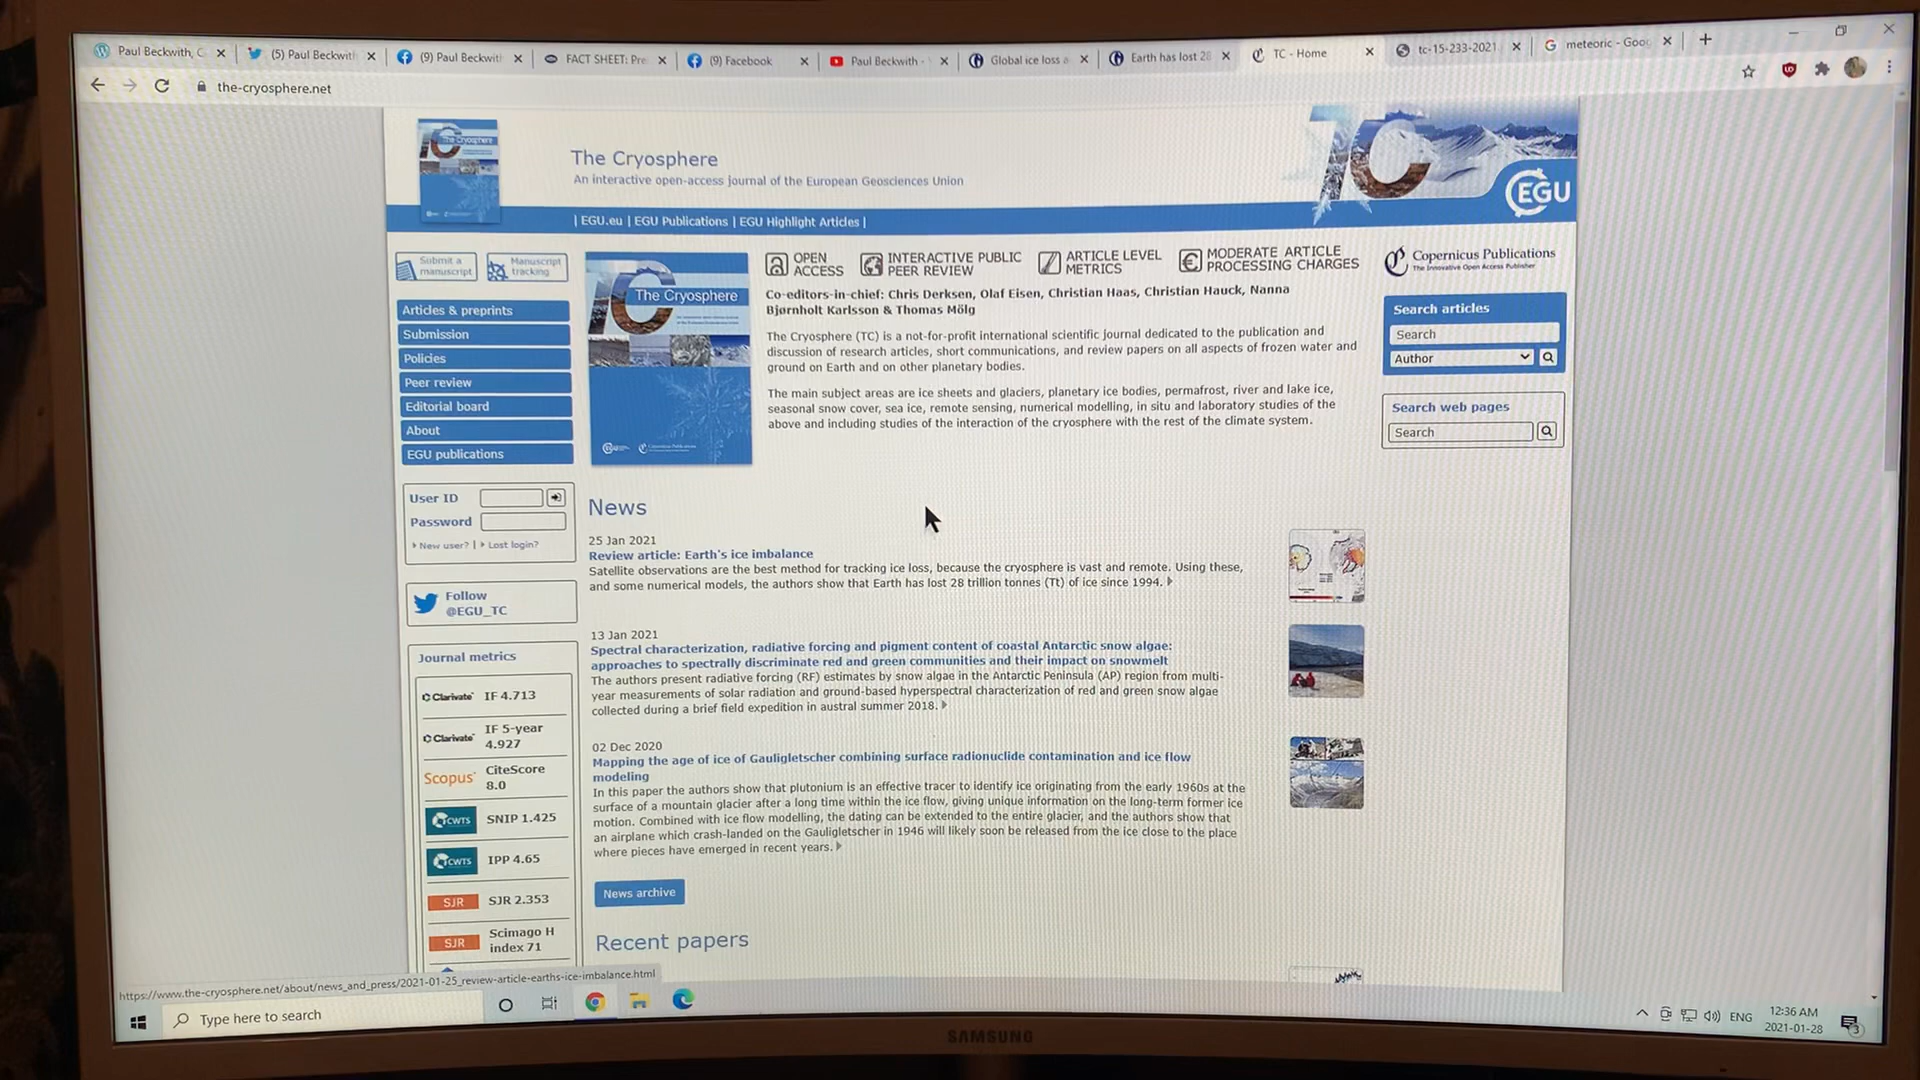 Paul Beckwith, C
(5) Paul Beckwith
(9) Paul Beckwit
FACT SHEET: Pre
(9) Facebook
Paul Beckwith -
Global ice loss a
Earth has lost 28
TC - Home
tc-15-233-2021
meteoric - Goo
the-cryosphere.net
The Cryosphere
An interactive open-access journal of the European Geosciences Union
TC
EGU
| EGU.eu | EGU Publications | EGU Highlight Articles |
Submit a
manuscript
Manuscript
tracking
Articles & preprints
Submission
Policies
Peer review
Editorial board
About
EGU publications
User ID
Password
New user? | Lost login?
Follow
@EGU_TC
Journal metrics
Clarivate IF 4.713
Clarivate IF 5-year
4.927
Scopus CiteScore
8.0
CWTS SNIP 1.425
CWTS IPP 4.65
SJR SJR 2.353
SJR Scimago H
index 71
The Cryosphere
OPEN
ACCESS
INTERACTIVE PUBLIC
PEER REVIEW
ARTICLE LEVEL
METRICS
MODERATE ARTICLE
PROCESSING CHARGES
Co-editors-in-chief: Chris Derksen, Olaf Eisen, Christian Haas, Christian Hauck, Nanna
Bjørnholt Karlsson & Thomas Mölg
The Cryosphere (TC) is a not-for-profit international scientific journal dedicated to the publication and
discussion of research articles, short communications, and review papers on all aspects of frozen water and
ground on Earth and on other planetary bodies.
The main subject areas are ice sheets and glaciers, planetary ice bodies, permafrost, river and lake ice,
seasonal snow cover, sea ice, remote sensing, numerical modelling, in situ and laboratory studies of the
above and including studies of the interaction of the cryosphere with the rest of the climate system.
Copernicus Publications
The Innovative Open Access Publisher
Search articles
Search
Author
Search web pages
Search
News
25 Jan 2021
Review article: Earth's ice imbalance
Satellite observations are the best method for tracking ice loss, because the cryosphere is vast and remote. Using these,
and some numerical models, the authors show that Earth has lost 28 trillion tonnes (Tt) of ice since 1994.
13 Jan 2021
Spectral characterization, radiative forcing and pigment content of coastal Antarctic snow algae:
approaches to spectrally discriminate red and green communities and their impact on snowmelt
The authors present radiative forcing (RF) estimates by snow algae in the Antarctic Peninsula (AP) region from multi-
year measurements of solar radiation and ground-based hyperspectral characterization of red and green snow algae
collected during a brief field expedition in austral summer 2018.
02 Dec 2020
Mapping the age of ice of Gauligletscher combining surface radionuclide contamination and ice flow
modeling
In this paper the authors show that plutonium is an effective tracer to identify ice originating from the early 1960s at the
surface of a mountain glacier after a long time within the ice flow, giving unique information on the long-term former ice
motion. Combined with ice flow modelling, the dating can be extended to the entire glacier, and the authors show that
an airplane which crash-landed on the Gauligletscher in 1946 will likely soon be released from the ice close to the place
where pieces have emerged in recent years.
News archive
Recent papers
https://www.the-cryosphere.net/about/news_and_press/2021-01-25_review-article-earths-ice-imbalance.html
Type here to search
ENG
12:36 AM
2021-01-28
3
SAMSUNG